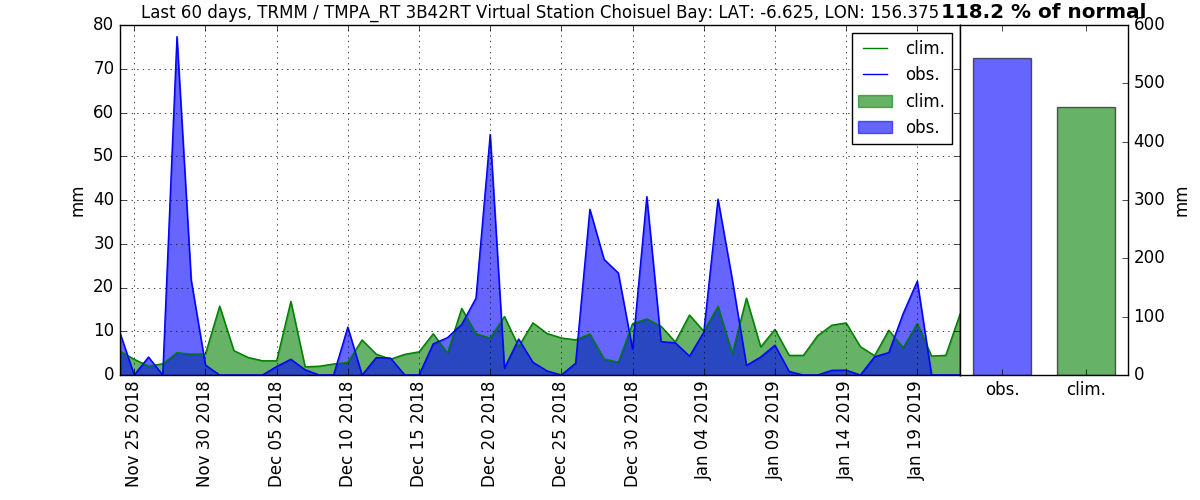 Last 60 days, TRMM / TMPA_RT 3B42RT Virtual Station Choisuel Bay: LAT: -6.625, LON: 156.375
118.2 % of normal
80
70
60
50
40
30
20
10
0
mm
clim.
obs.
clim.
obs.
Nov 25 2018
Nov 30 2018
Dec 05 2018
Dec 10 2018
Dec 15 2018
Dec 20 2018
Dec 25 2018
Dec 30 2018
Jan 04 2019
Jan 09 2019
Jan 14 2019
Jan 19 2019
600
500
400
300
200
100
0
mm
obs.
clim.